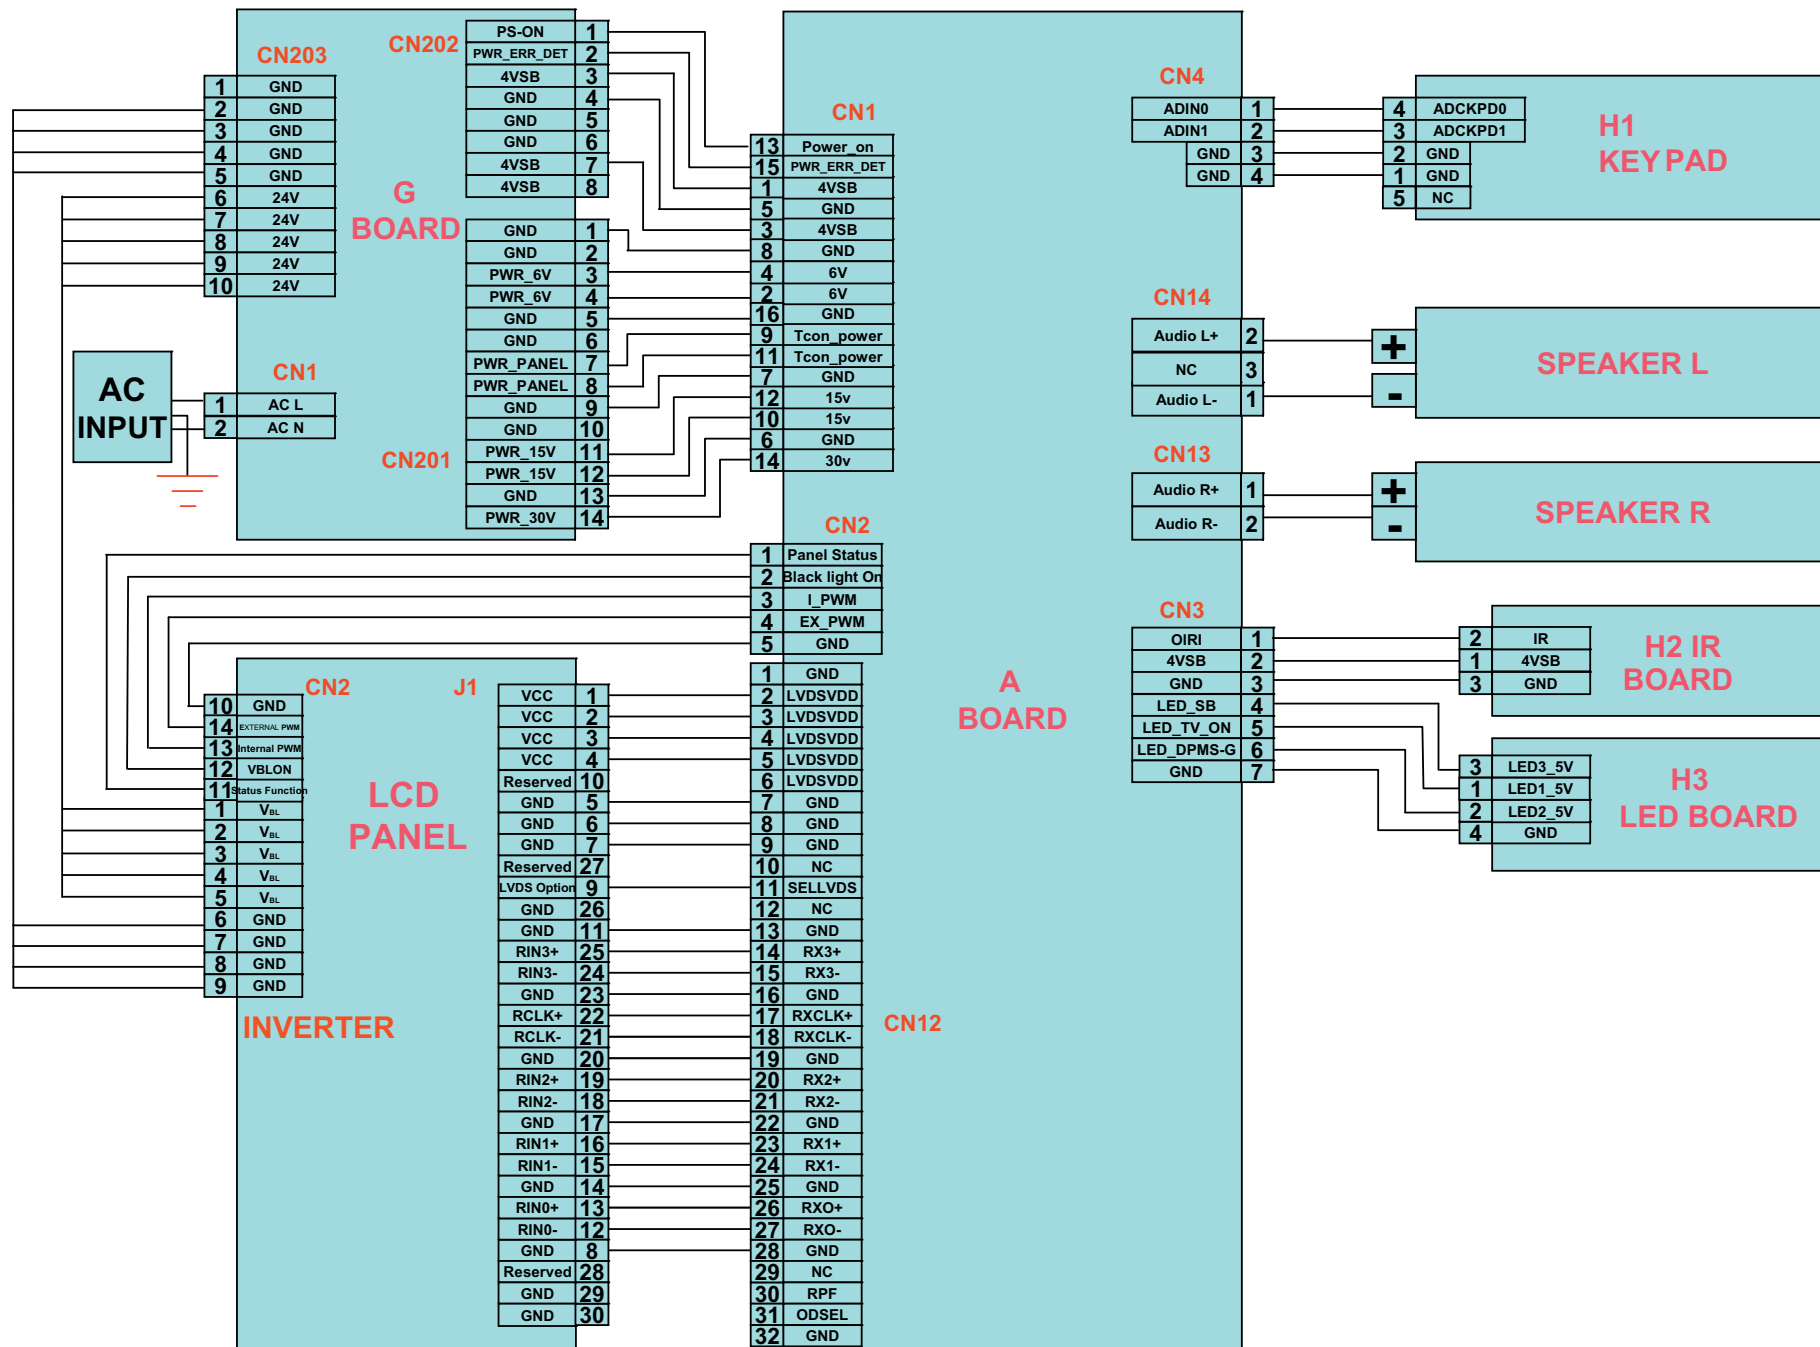 CN203
1 GND
2 GND
3 GND
4 GND
5 GND
6 24V
7 24V
8 24V
9 24V
10 24V
CN202
PS-ON 1
PWR_ERR_DET 2
4VSB 3
GND 4
GND 5
GND 6
4VSB 7
4VSB 8
G
BOARD
GND 1
GND 2
PWR_6V 3
PWR_6V 4
GND 5
GND 6
PWR_PANEL 7
PWR_PANEL 8
GND 9
GND 10
PWR_15V 11
PWR_15V 12
GND 13
PWR_30V 14
CN201
AC
INPUT
CN1
1 AC L
2 AC N
CN1
13 Power_on
15 PWR_ERR_DET
1 4VSB
5 GND
3 4VSB
8 GND
4 6V
2 6V
16 GND
9 Tcon_power
11 Tcon_power
7 GND
12 15v
10 15v
6 GND
14 30v
CN2
1 Panel Status
2 Black light On
3 I_PWM
4 EX_PWM
5 GND
CN2
10 GND
14 EXTERNAL PWM
13 Internal PWM
12 VBLON
11 Status Function
1 VBL
2 VBL
3 VBL
4 VBL
5 VBL
6 GND
7 GND
8 GND
9 GND
INVERTER
LCD
PANEL
J1
VCC 1
VCC 2
VCC 3
VCC 4
Reserved 10
GND 5
GND 6
GND 7
Reserved 27
LVDS Option 9
GND 26
GND 11
RIN3+ 25
RIN3- 24
GND 23
RCLK+ 22
RCLK- 21
GND 20
RIN2+ 19
RIN2- 18
GND 17
RIN1+ 16
RIN1- 15
GND 14
RIN0+ 13
RIN0- 12
GND 8
Reserved 28
GND 29
GND 30
1 GND
2 LVDSVDD
3 LVDSVDD
4 LVDSVDD
5 LVDSVDD
6 LVDSVDD
7 GND
8 GND
9 GND
10 NC
11 SELLVDS
12 NC
13 GND
14 RX3+
15 RX3-
16 GND
17 RXCLK+
18 RXCLK-
19 GND
20 RX2+
21 RX2-
22 GND
23 RX1+
24 RX1-
25 GND
26 RXO+
27 RXO-
28 GND
29 NC
30 RPF
31 ODSEL
32 GND
CN12
A
BOARD
CN4
ADIN0 1
ADIN1 2
GND 3
GND 4
4 ADCKPD0
3 ADCKPD1
2 GND
1 GND
5 NC
H1
KEY PAD
CN14
Audio L+ 2
NC 3
Audio L- 1
+
-
SPEAKER L
CN13
Audio R+ 1
Audio R- 2
+
-
SPEAKER R
CN3
OIRI 1
4VSB 2
GND 3
LED_SB 4
LED_TV_ON 5
LED_DPMS-G 6
GND 7
2 IR
1 4VSB
3 GND
H2 IR
BOARD
3 LED3_5V
1 LED1_5V
2 LED2_5V
4 GND
H3
LED BOARD